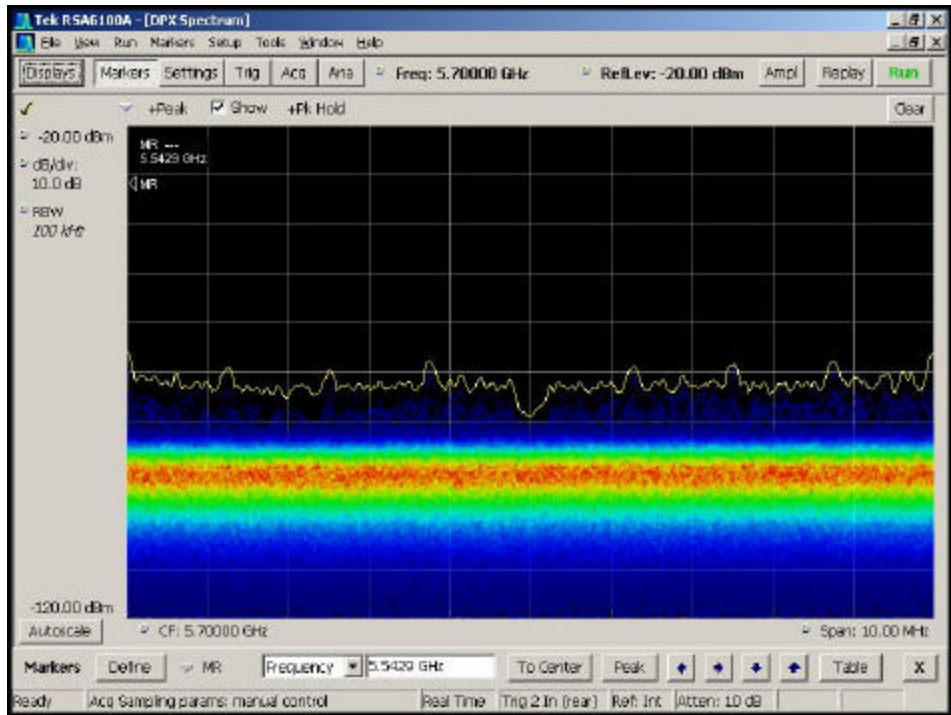 Tek RSA6100A - [DPX Spectrum]
File View Run Markers Setup Tools Window Help
Displays Markers Settings Trig Acq Ana Freq: 5.70000 GHz RefLev: -20.00 dBm Ampl Replay Run
+Peak Show +Pk Hold Clear
-20.00 dBm
dB/div:
10.0 dB
RBW
100 kHz
MR ---
5.5429 GHz
MR
-120.00 dBm
Autoscale CF: 5.70000 GHz Span: 10.00 MHz
Markers Define MR Frequency 5.5429 GHz To Center Peak Table X
Ready Acq Sampling params: manual control Real Time Trig 2 In (rear) Ref: Int Atten: 10 dB